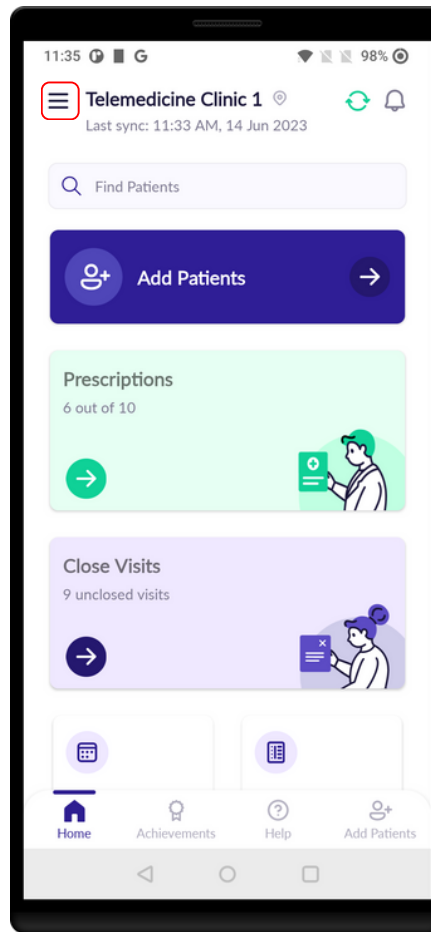 11:35 G 98%
Telemedicine Clinic 1
Last sync: 11:33 AM, 14 Jun 2023
Find Patients
Add Patients
Prescriptions
6 out of 10
Close Visits
9 unclosed visits
Home Achievements Help Add Patients